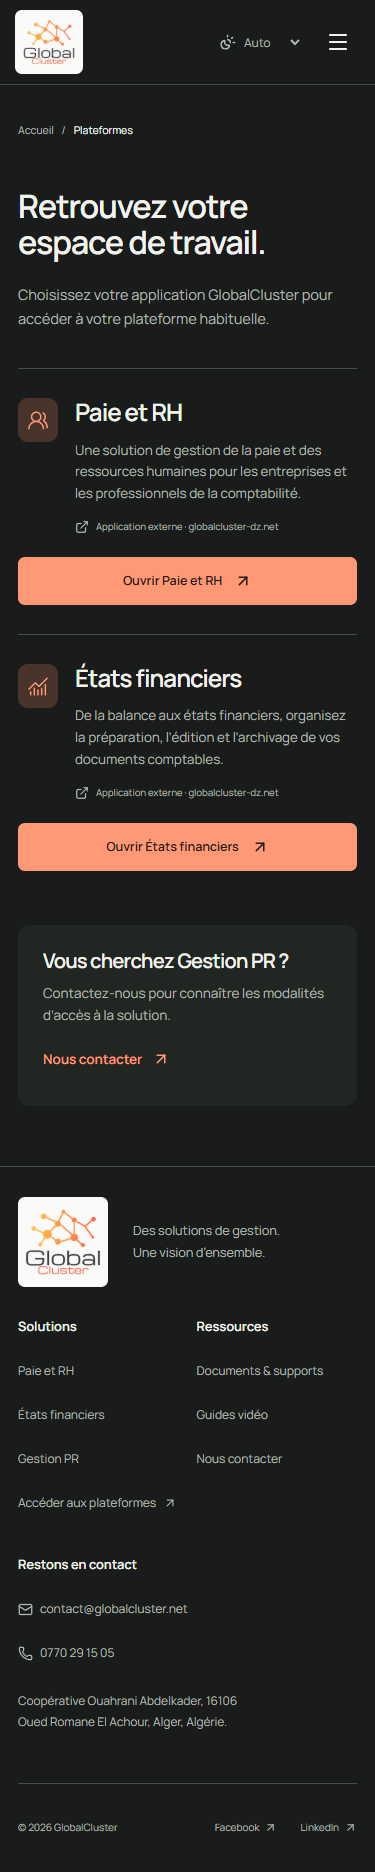 Global
Cluster
Auto
Accueil / Plateformes
Retrouvez votre
espace de travail.
Choisissez votre application GlobalCluster pour
accéder à votre plateforme habituelle.
Paie et RH
Une solution de gestion de la paie et des
ressources humaines pour les entreprises et
les professionnels de la comptabilité.
Application externe · globalcluster-dz.net
Ouvrir Paie et RH
États financiers
De la balance aux états financiers, organisez
la préparation, l'édition et l'archivage de vos
documents comptables.
Application externe · globalcluster-dz.net
Ouvrir États financiers
Vous cherchez Gestion PR ?
Contactez-nous pour connaître les modalités
d'accès à la solution.
Nous contacter
Global
Cluster
Des solutions de gestion.
Une vision d'ensemble.
Solutions
Paie et RH
États financiers
Gestion PR
Accéder aux plateformes
Ressources
Documents & supports
Guides vidéo
Nous contacter
Restons en contact
contact@globalcluster.net
0770 29 15 05
Coopérative Ouahrani Abdelkader, 16106
Oued Romane El Achour, Alger, Algérie.
© 2026 GlobalCluster
Facebook
LinkedIn